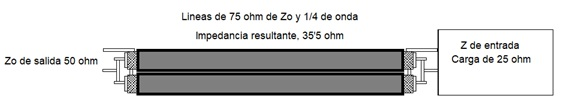 Lineas de 75 ohm de Zo y 1/4 de onda
Impedancia resultante, 35'5 ohm
Zo de salida 50 ohm
Z de entrada
Carga de 25 ohm